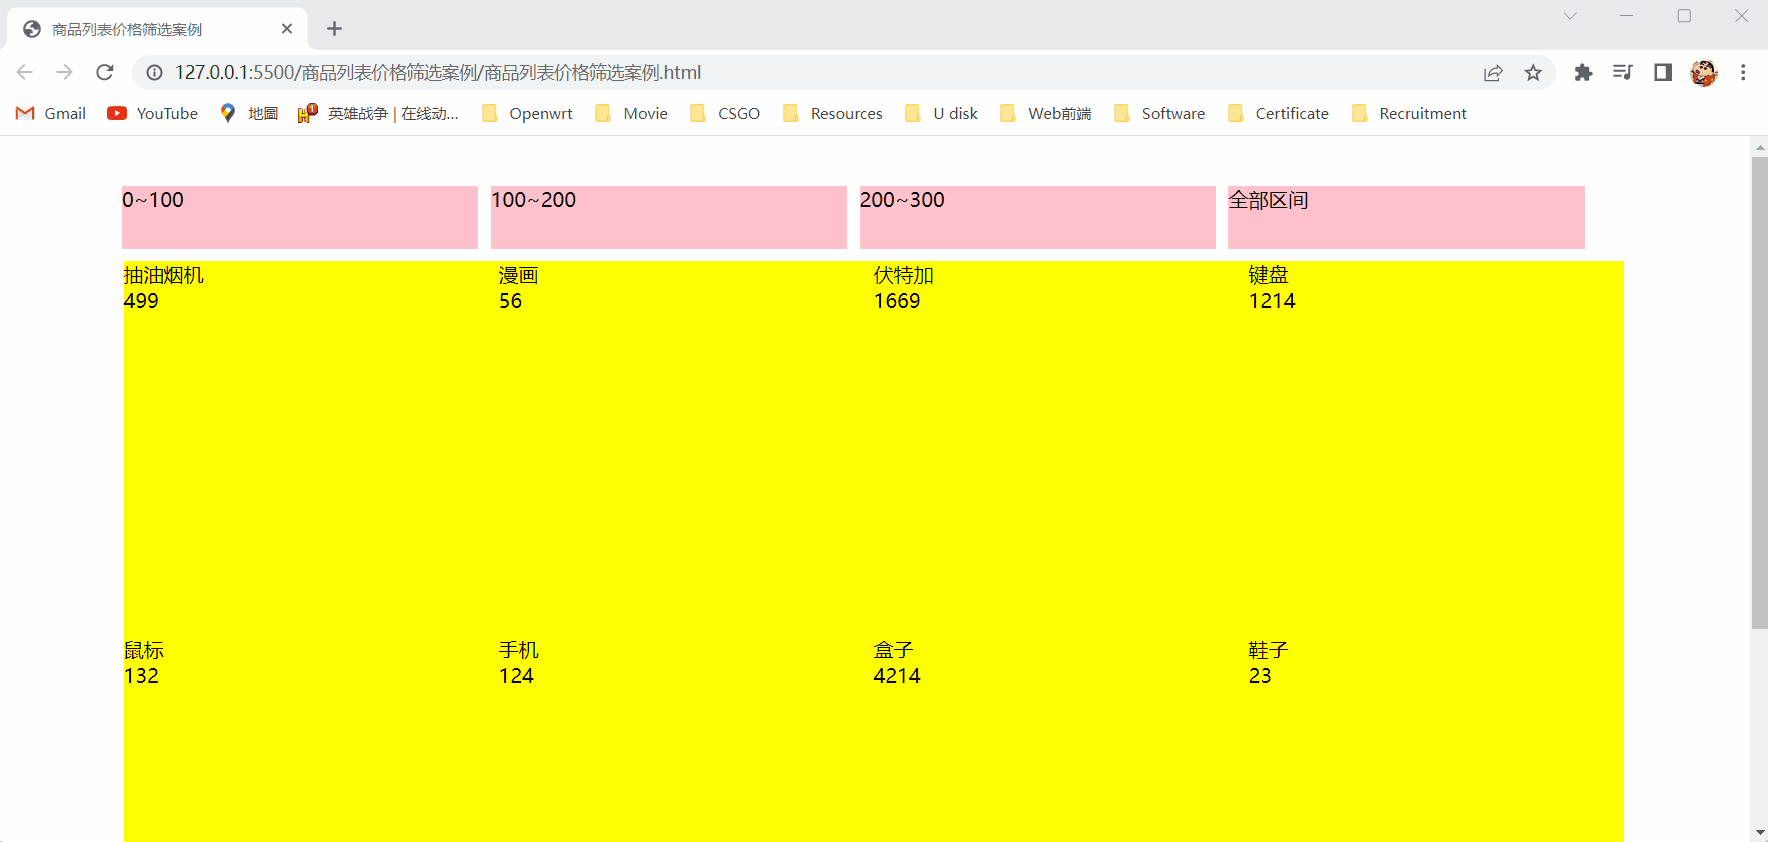 商品列表价格筛选案例
127.0.0.1:5500/商品列表价格筛选案例/商品列表价格筛选案例.html
Gmail YouTube 地圖 英雄战争 | 在线动... Openwrt Movie CSGO Resources U disk Web前端 Software Certificate Recruitment
0~100 100~200 200~300 全部区间
抽油烟机 漫画 伏特加 键盘
499 56 1669 1214
鼠标 手机 盒子 鞋子
132 124 4214 23